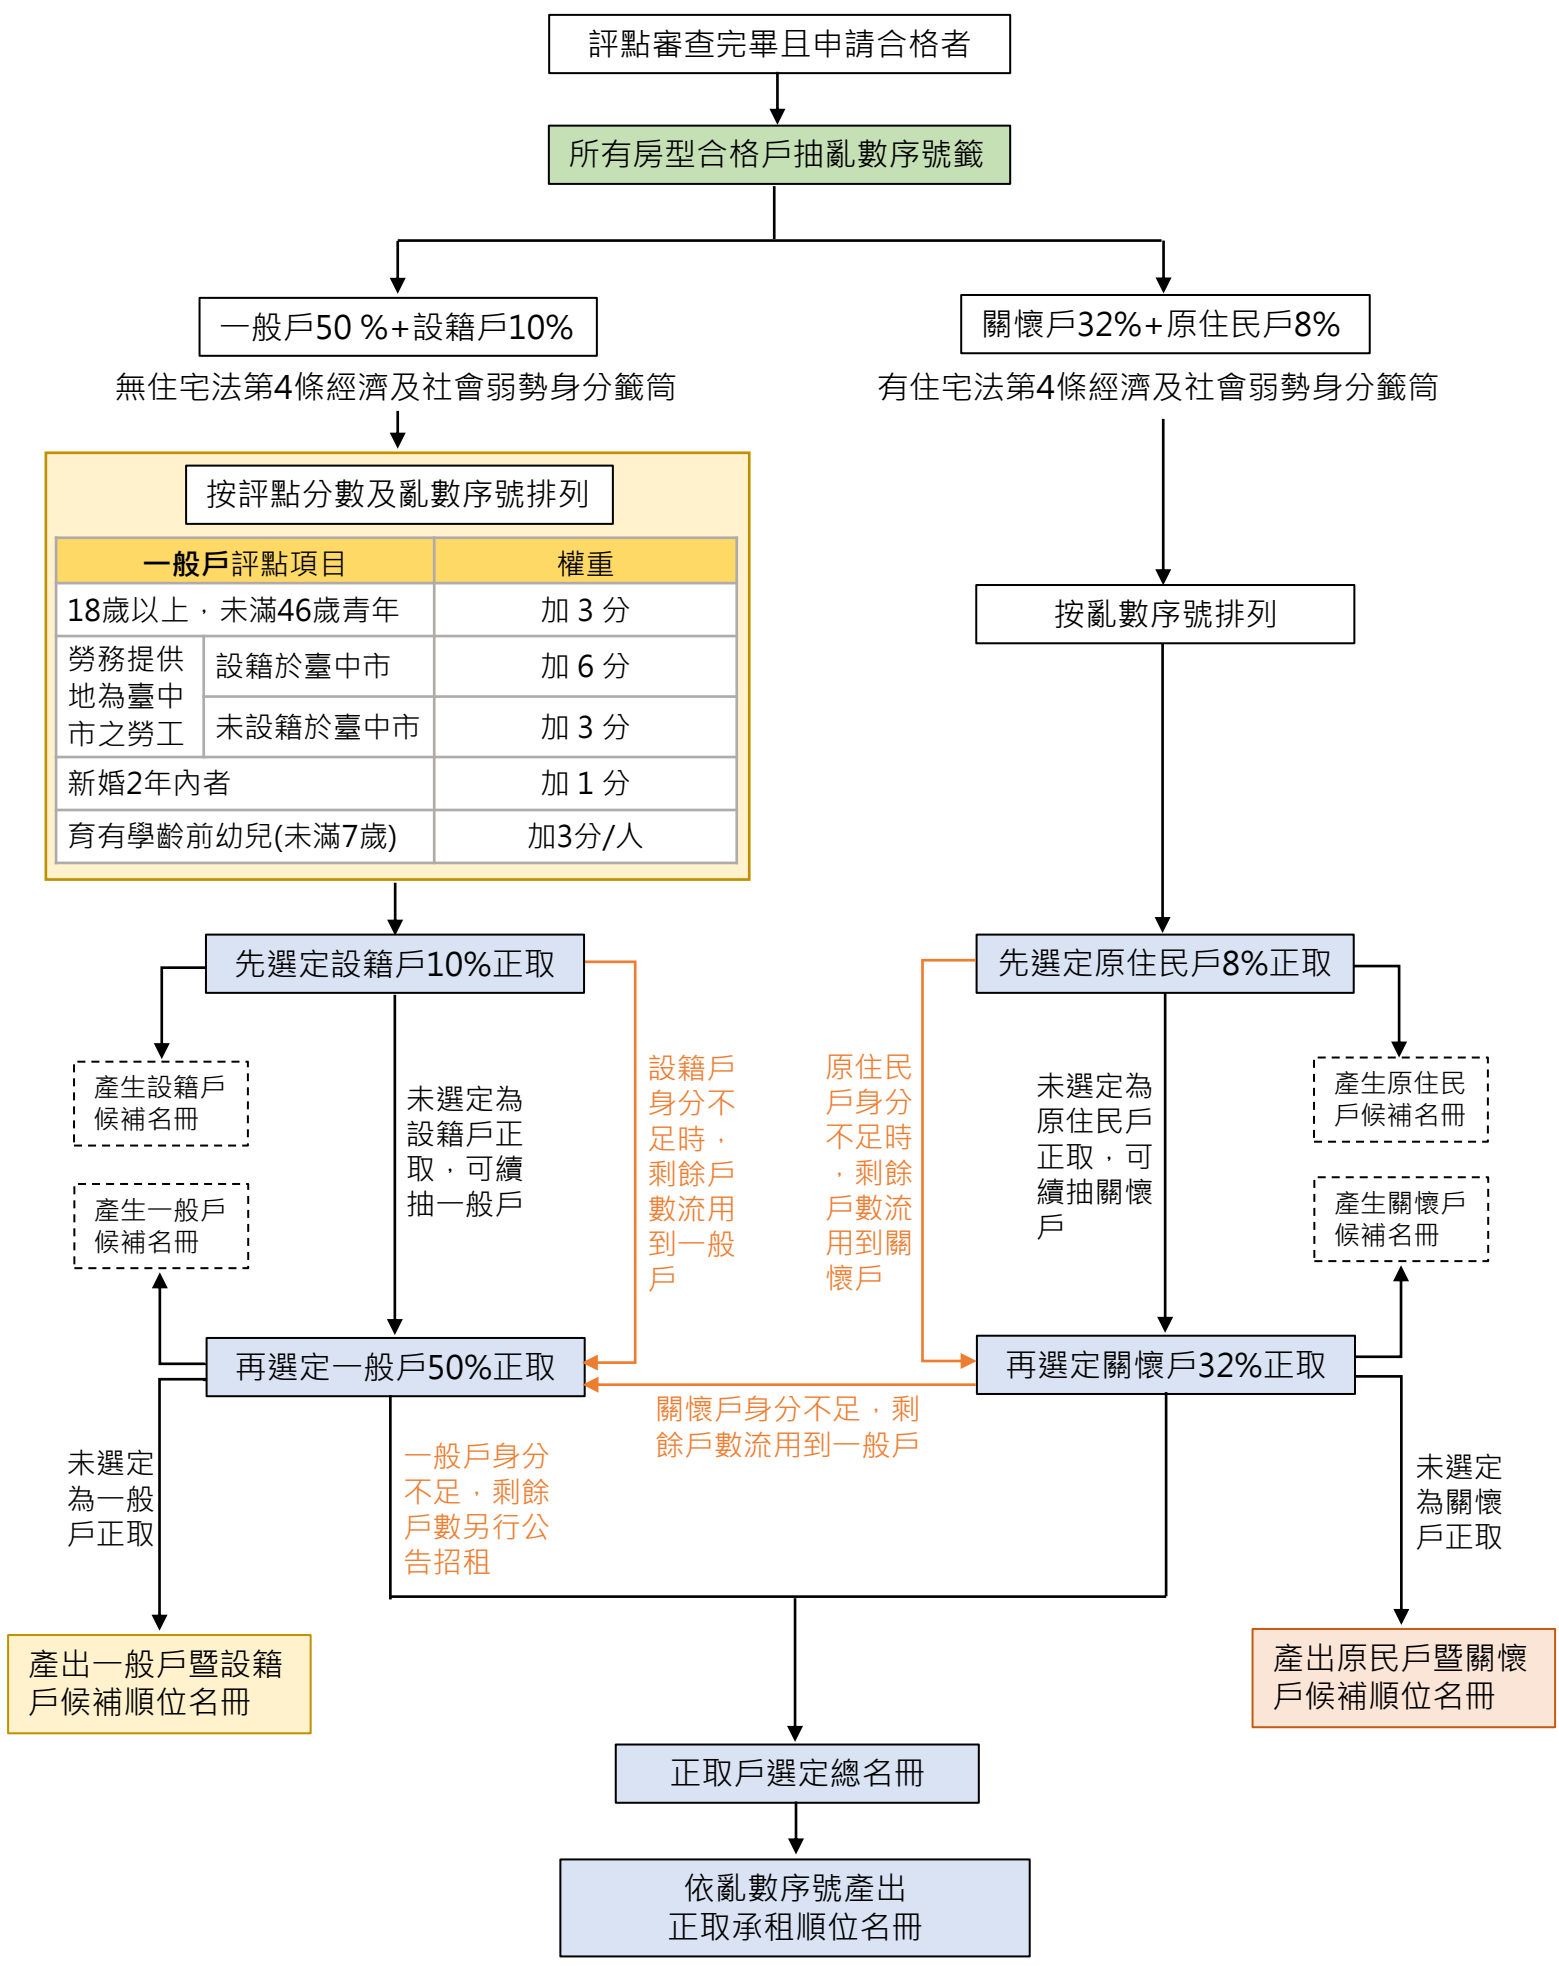 評點審查完畢且申請合格者
所有房型合格戶抽亂數序號籤
一般戶50 %+設籍戶10%
無住宅法第4條經濟及社會弱勢身分籤筒
關懷戶32%+原住民戶8%
有住宅法第4條經濟及社會弱勢身分籤筒
按評點分數及亂數序號排列
一般戶評點項目
權重
18歲以上，未滿46歲青年
加 3 分
勞務提供
地為臺中
市之勞工
設籍於臺中市
加 6 分
未設籍於臺中市
加 3 分
新婚2年內者
加 1 分
育有學齡前幼兒(未滿7歲)
加3分/人
按亂數序號排列
先選定設籍戶10%正取
先選定原住民戶8%正取
產生設籍戶
候補名冊
未選定為
設籍戶正
取，可續
抽一般戶
設籍戶
身分不
足時，
剩餘戶
數流用
到一般
戶
原住民
戶身分
不足時
，剩餘
戶數流
用到關
懷戶
未選定為
原住民戶
正取，可
續抽關懷
戶
產生原住民
戶候補名冊
產生一般戶
候補名冊
產生關懷戶
候補名冊
再選定一般戶50%正取
再選定關懷戶32%正取
關懷戶身分不足，剩
餘戶數流用到一般戶
未選定
為一般
戶正取
一般戶身分
不足，剩餘
戶數另行公
告招租
未選定
為關懷
戶正取
產出一般戶暨設籍
戶候補順位名冊
產出原民戶暨關懷
戶候補順位名冊
正取戶選定總名冊
依亂數序號產出
正取承租順位名冊